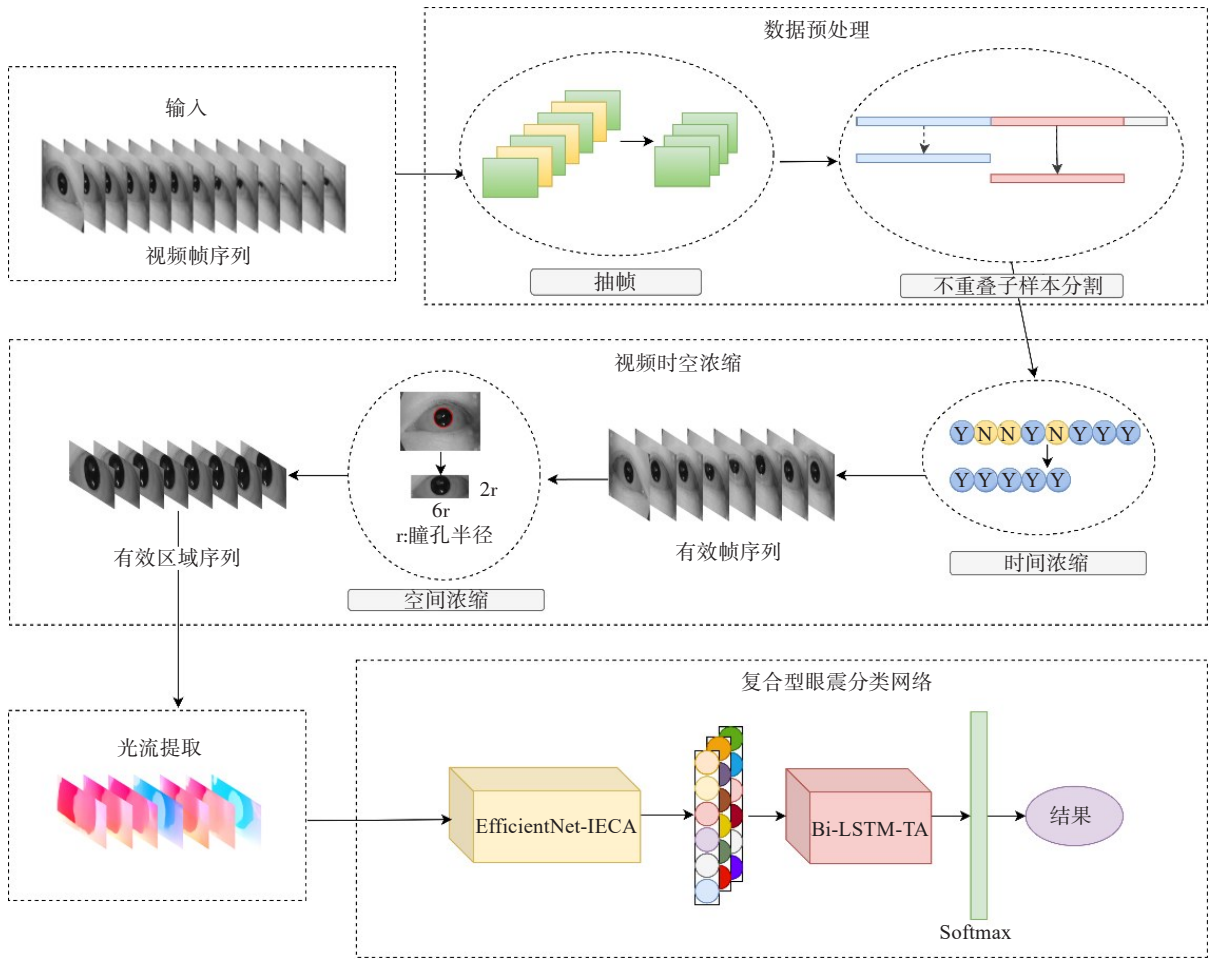 数据预处理
输入
视频帧序列
抽帧
不重叠子样本分割
视频时空浓缩
Y N N Y N Y Y Y
Y Y Y Y Y
时间浓缩
有效帧序列
2r
6r
r:瞳孔半径
空间浓缩
有效区域序列
光流提取
复合型眼震分类网络
EfficientNet-IECA
Bi-LSTM-TA
Softmax
结果